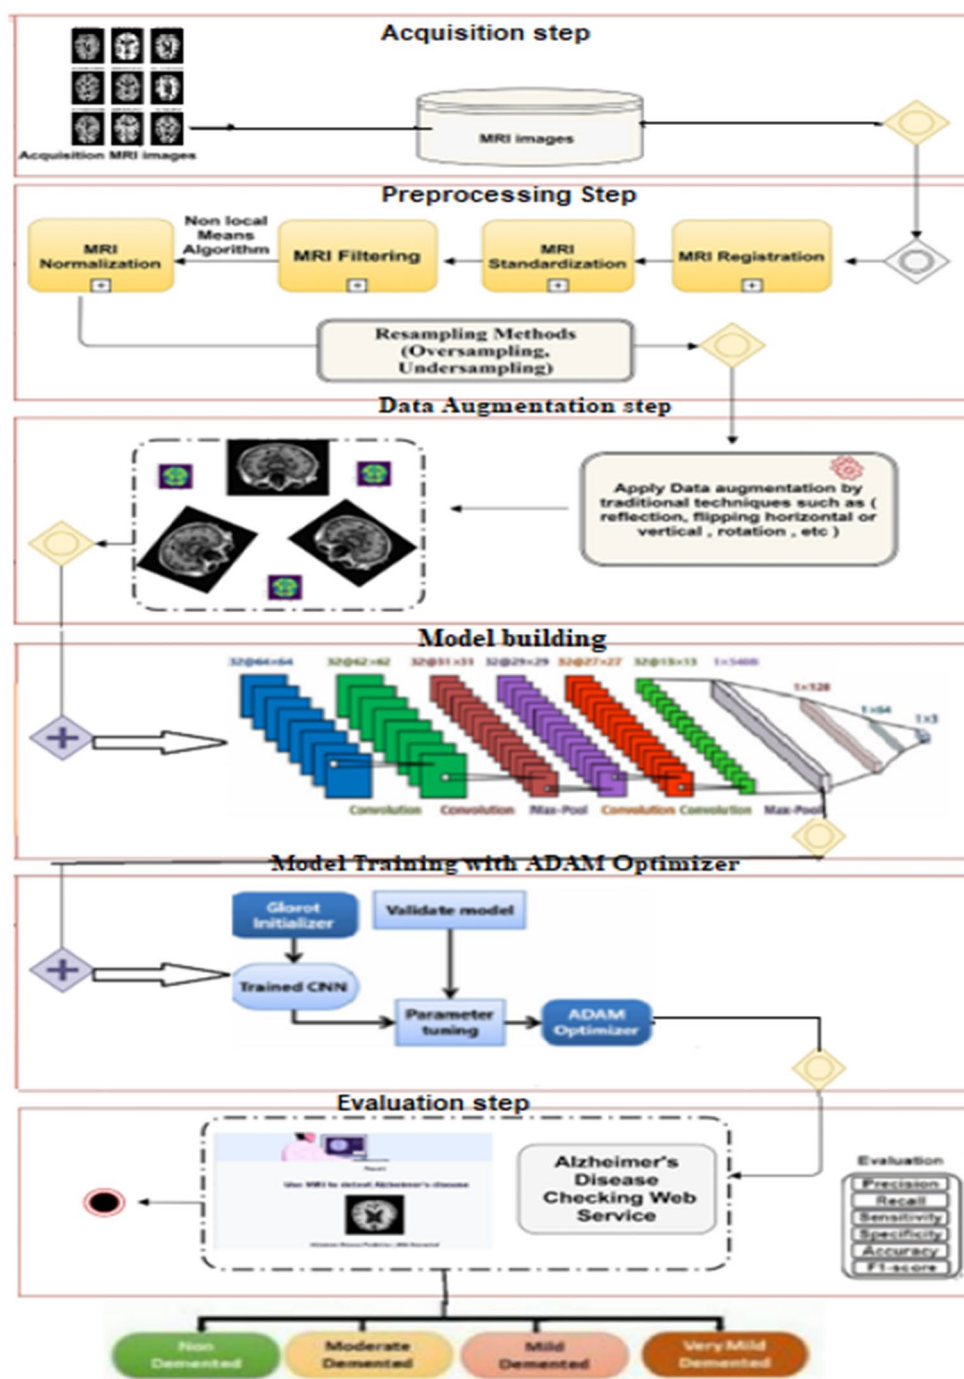 Acquisition step
Acquisition MRI images
MRI images
Preprocessing Step
MRI
Normalization
Non local
Means
Algorithm
MRI Filtering
MRI
Standardization
MRI Registration
Resampling Methods
(Oversampling,
Undersampling)
Data Augmentation step
Apply Data augmentation by
traditional techniques such as (
reflection, flipping horizontal or
vertical , rotation , etc )
Model building
32@64×64
32@62×62
32@31×31
32@29×29
32@27×27
32@13×13
1×5408
1×128
1×64
1×3
Convolution
Convolution
Max-Pool
Convolution
Convolution
Max-Pool
Model Training with ADAM Optimizer
Glorot
Initializer
Validate model
Trained CNN
Parameter
tuning
ADAM
Optimizer
Evaluation step
Use MRI to detect Alzheimer's disease
Alzheimer's
Disease
Checking Web
Service
Evaluation
Precision
Recall
Sensitivity
Specificity
Accuracy
F1-score
Non
Demented
Moderate
Demented
Mild
Demented
Very Mild
Demented